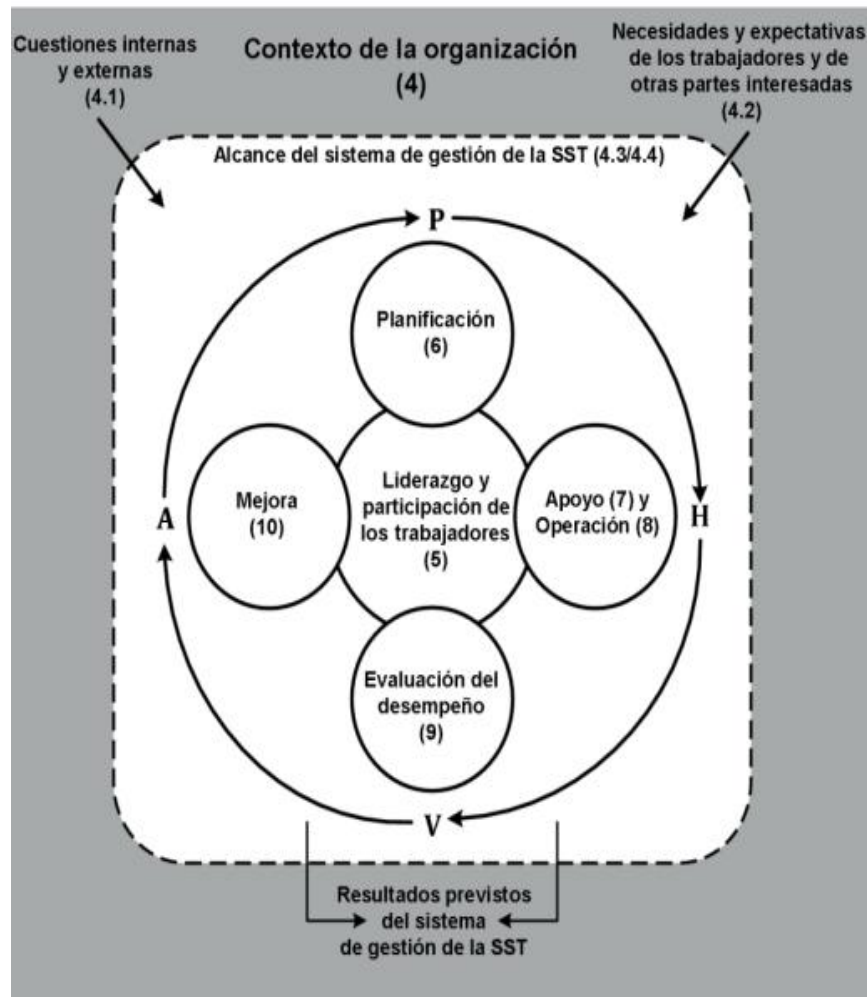 Cuestiones internas
y externas
(4.1)
Contexto de la organización
(4)
Necesidades y expectativas
de los trabajadores y de
otras partes interesadas
(4.2)
Alcance del sistema de gestión de la SST (4.3/4.4)
P
Planificación
(6)
A
Mejora
(10)
Liderazgo y
participación de
los trabajadores
(5)
Apoyo (7) y
Operación (8)
H
Evaluación del
desempeño
(9)
V
Resultados previstos
del sistema
de gestión de la SST